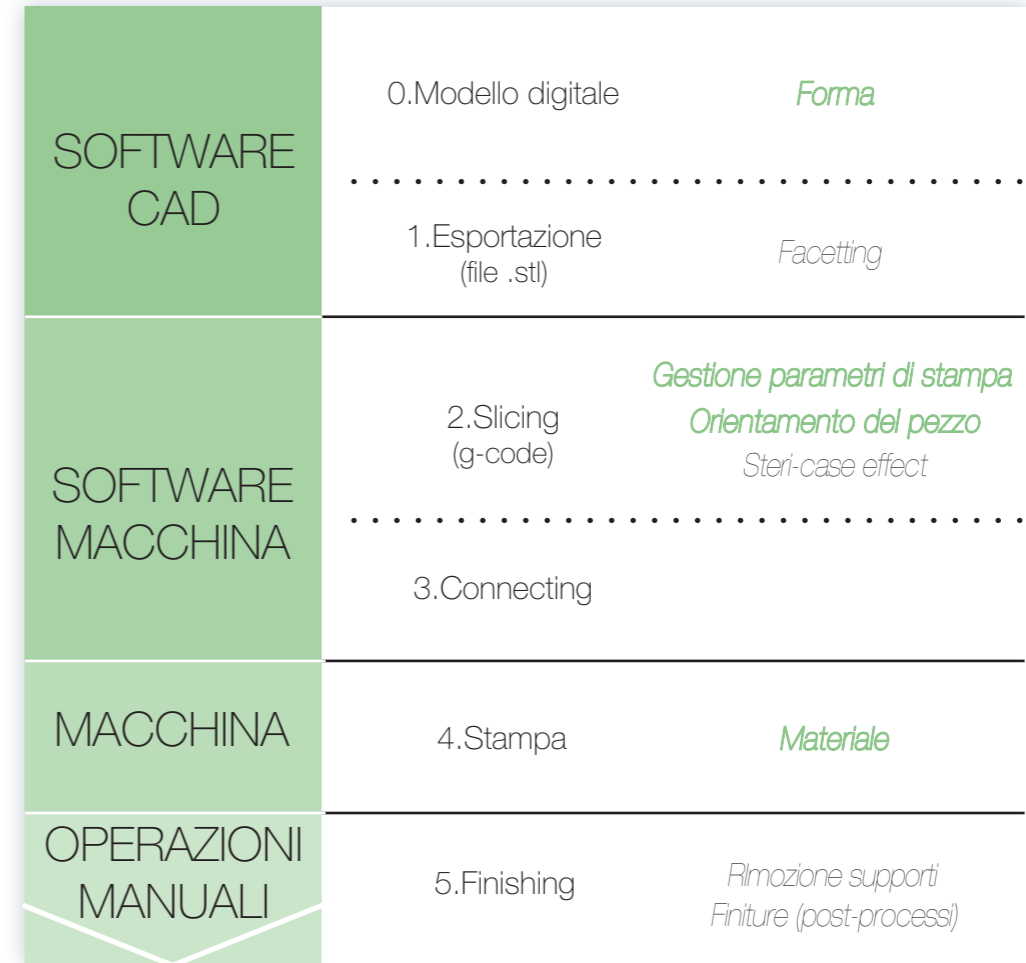 SOFTWARE
CAD
0.Modello digitale
Forma
1.Esportazione
(file .stl)
Facetting
SOFTWARE
MACCHINA
2.Slicing
(g-code)
Gestione parametri di stampa
Orientamento del pezzo
Steri-case effect
3.Connecting
MACCHINA
4.Stampa
Materiale
OPERAZIONI
MANUALI
5.Finishing
RImozione supporti
Finiture (post-processi)